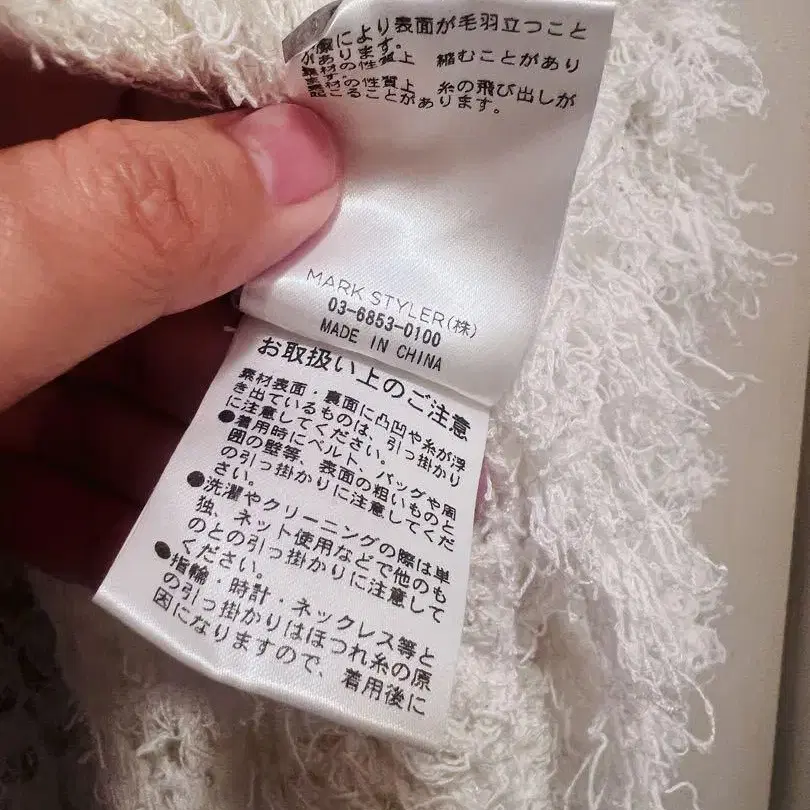 により表面が毛羽立つこと
があります。
素材の性質上 縮むことがあり
素材の性質上 糸の飛び出しが
起こることがあります。
MARK STYLER(株)
03-6853-0100
MADE IN CHINA
お取扱い上のご注意
素材表面・裏面に凸凹や糸が浮
き出ているものは、引っ掛かり
に注意してください。
●着用時にベルト、バッグや周
囲の壁等、表面の粗いものと
の引っ掛かりに注意してくだ
さい。
●洗濯やクリーニングの際は単
独、ネット使用などで他のも
のとの引っ掛かりに注意して
ください。
●指輪・時計・ネックレス等と
の引っ掛かりはほつれ糸の原
因になりますので、着用後に